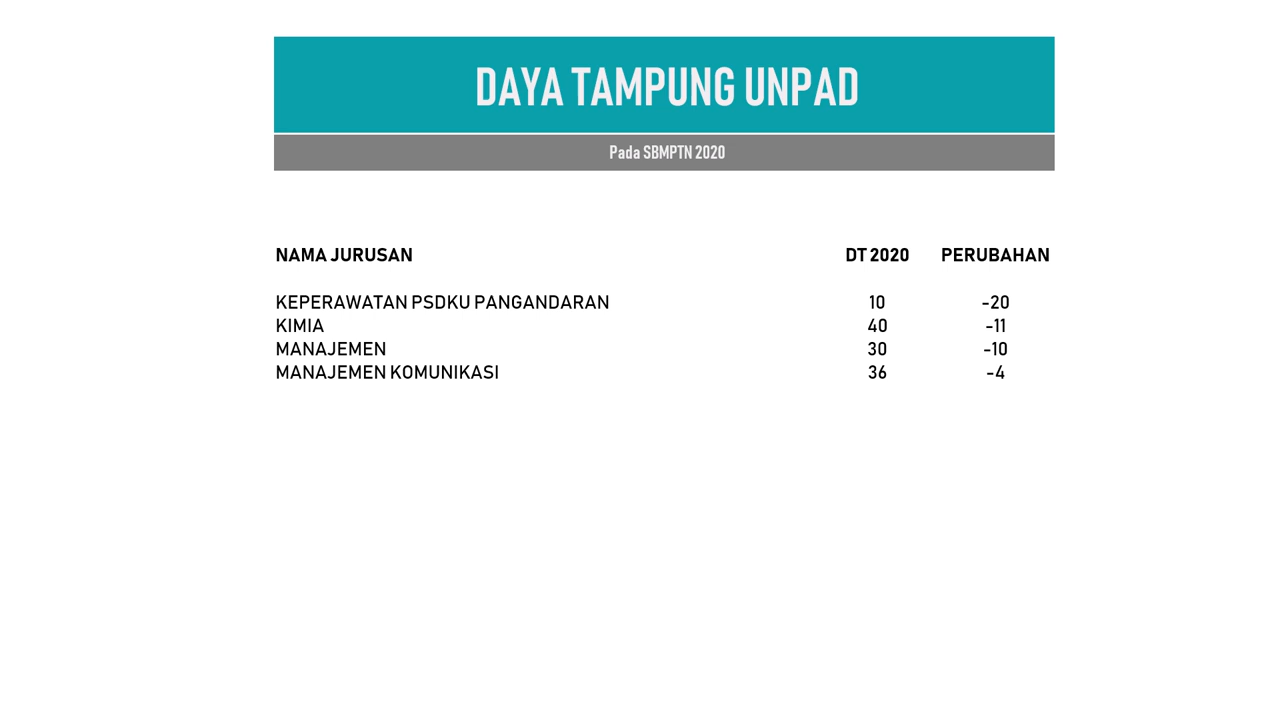 DAYA TAMPUNG UNPAD
Pada SBMPTN 2020
NAMA JURUSAN DT 2020 PERUBAHAN
KEPERAWATAN PSDKU PANGANDARAN 10 -20
KIMIA 40 -11
MANAJEMEN 30 -10
MANAJEMEN KOMUNIKASI 36 -4